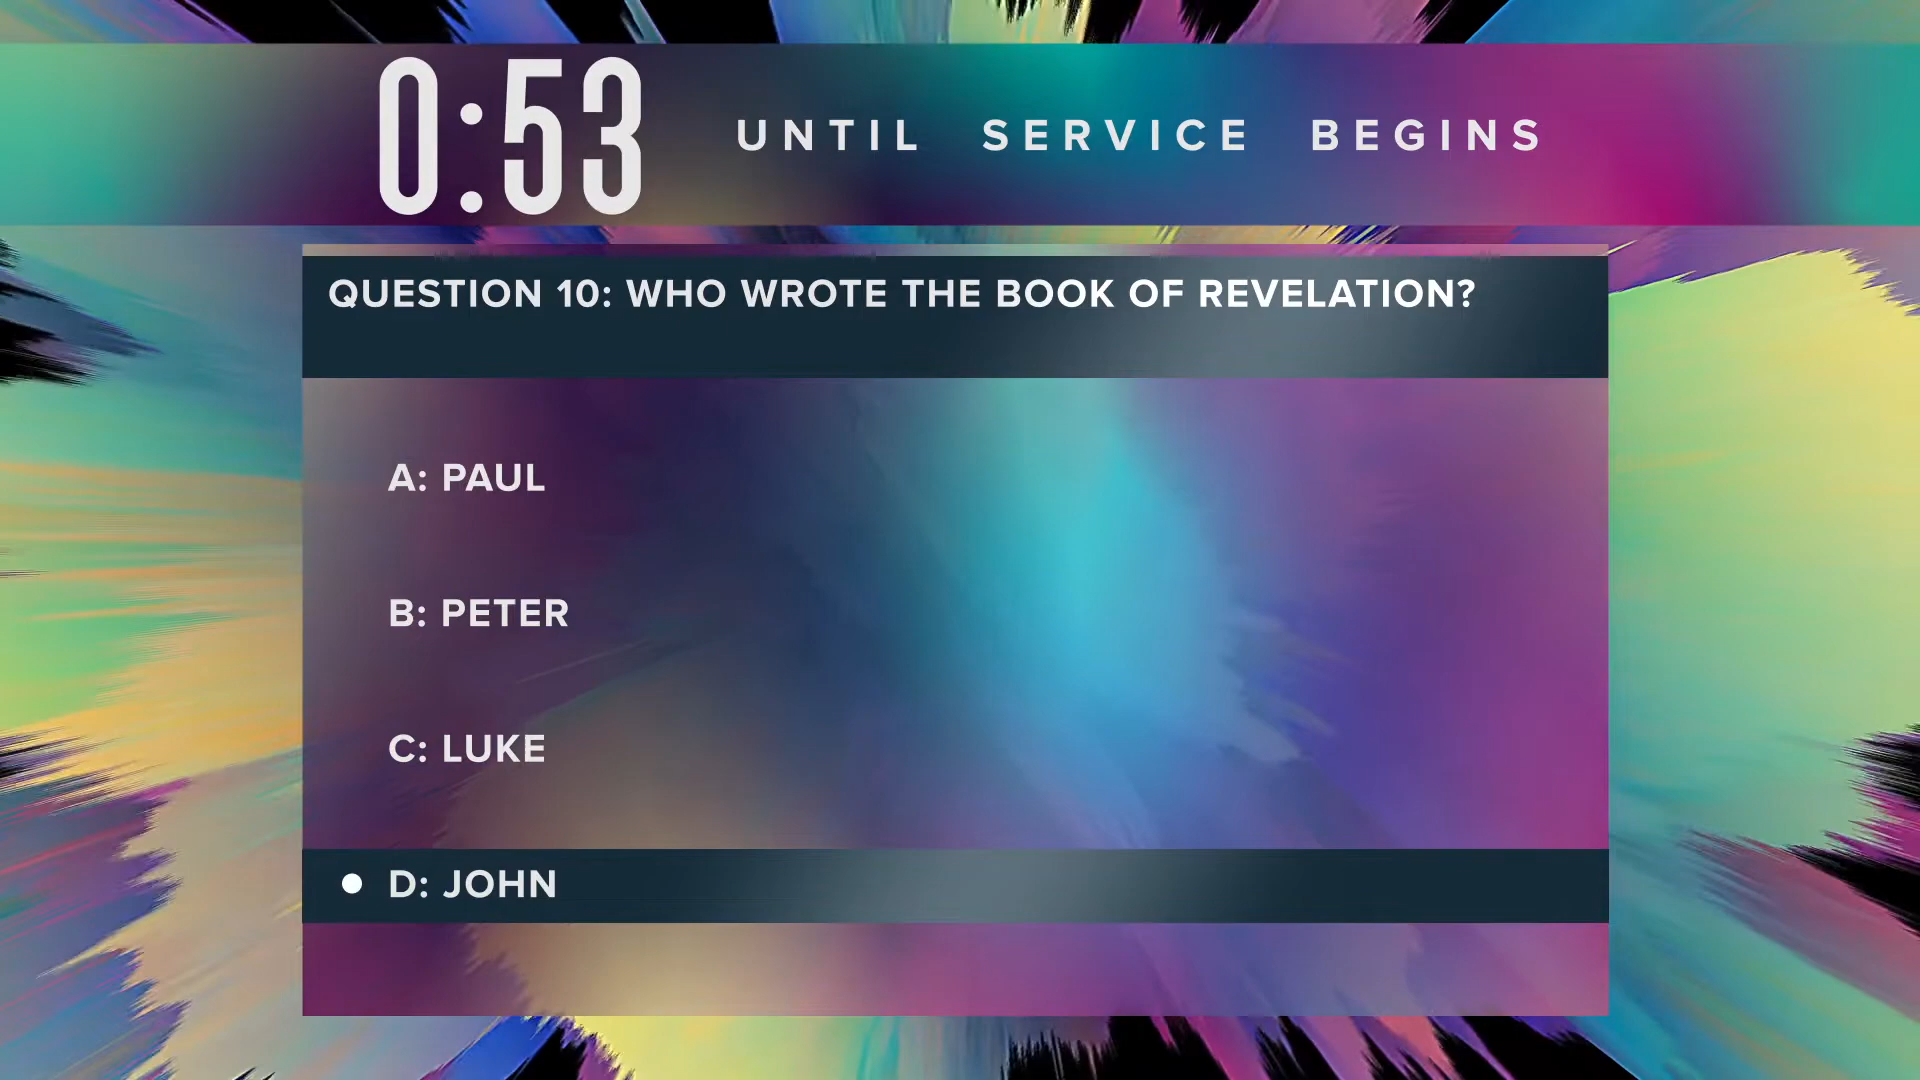 0:53 UNTIL SERVICE BEGINS
QUESTION 10: WHO WROTE THE BOOK OF REVELATION?
A: PAUL
B: PETER
C: LUKE
D: JOHN